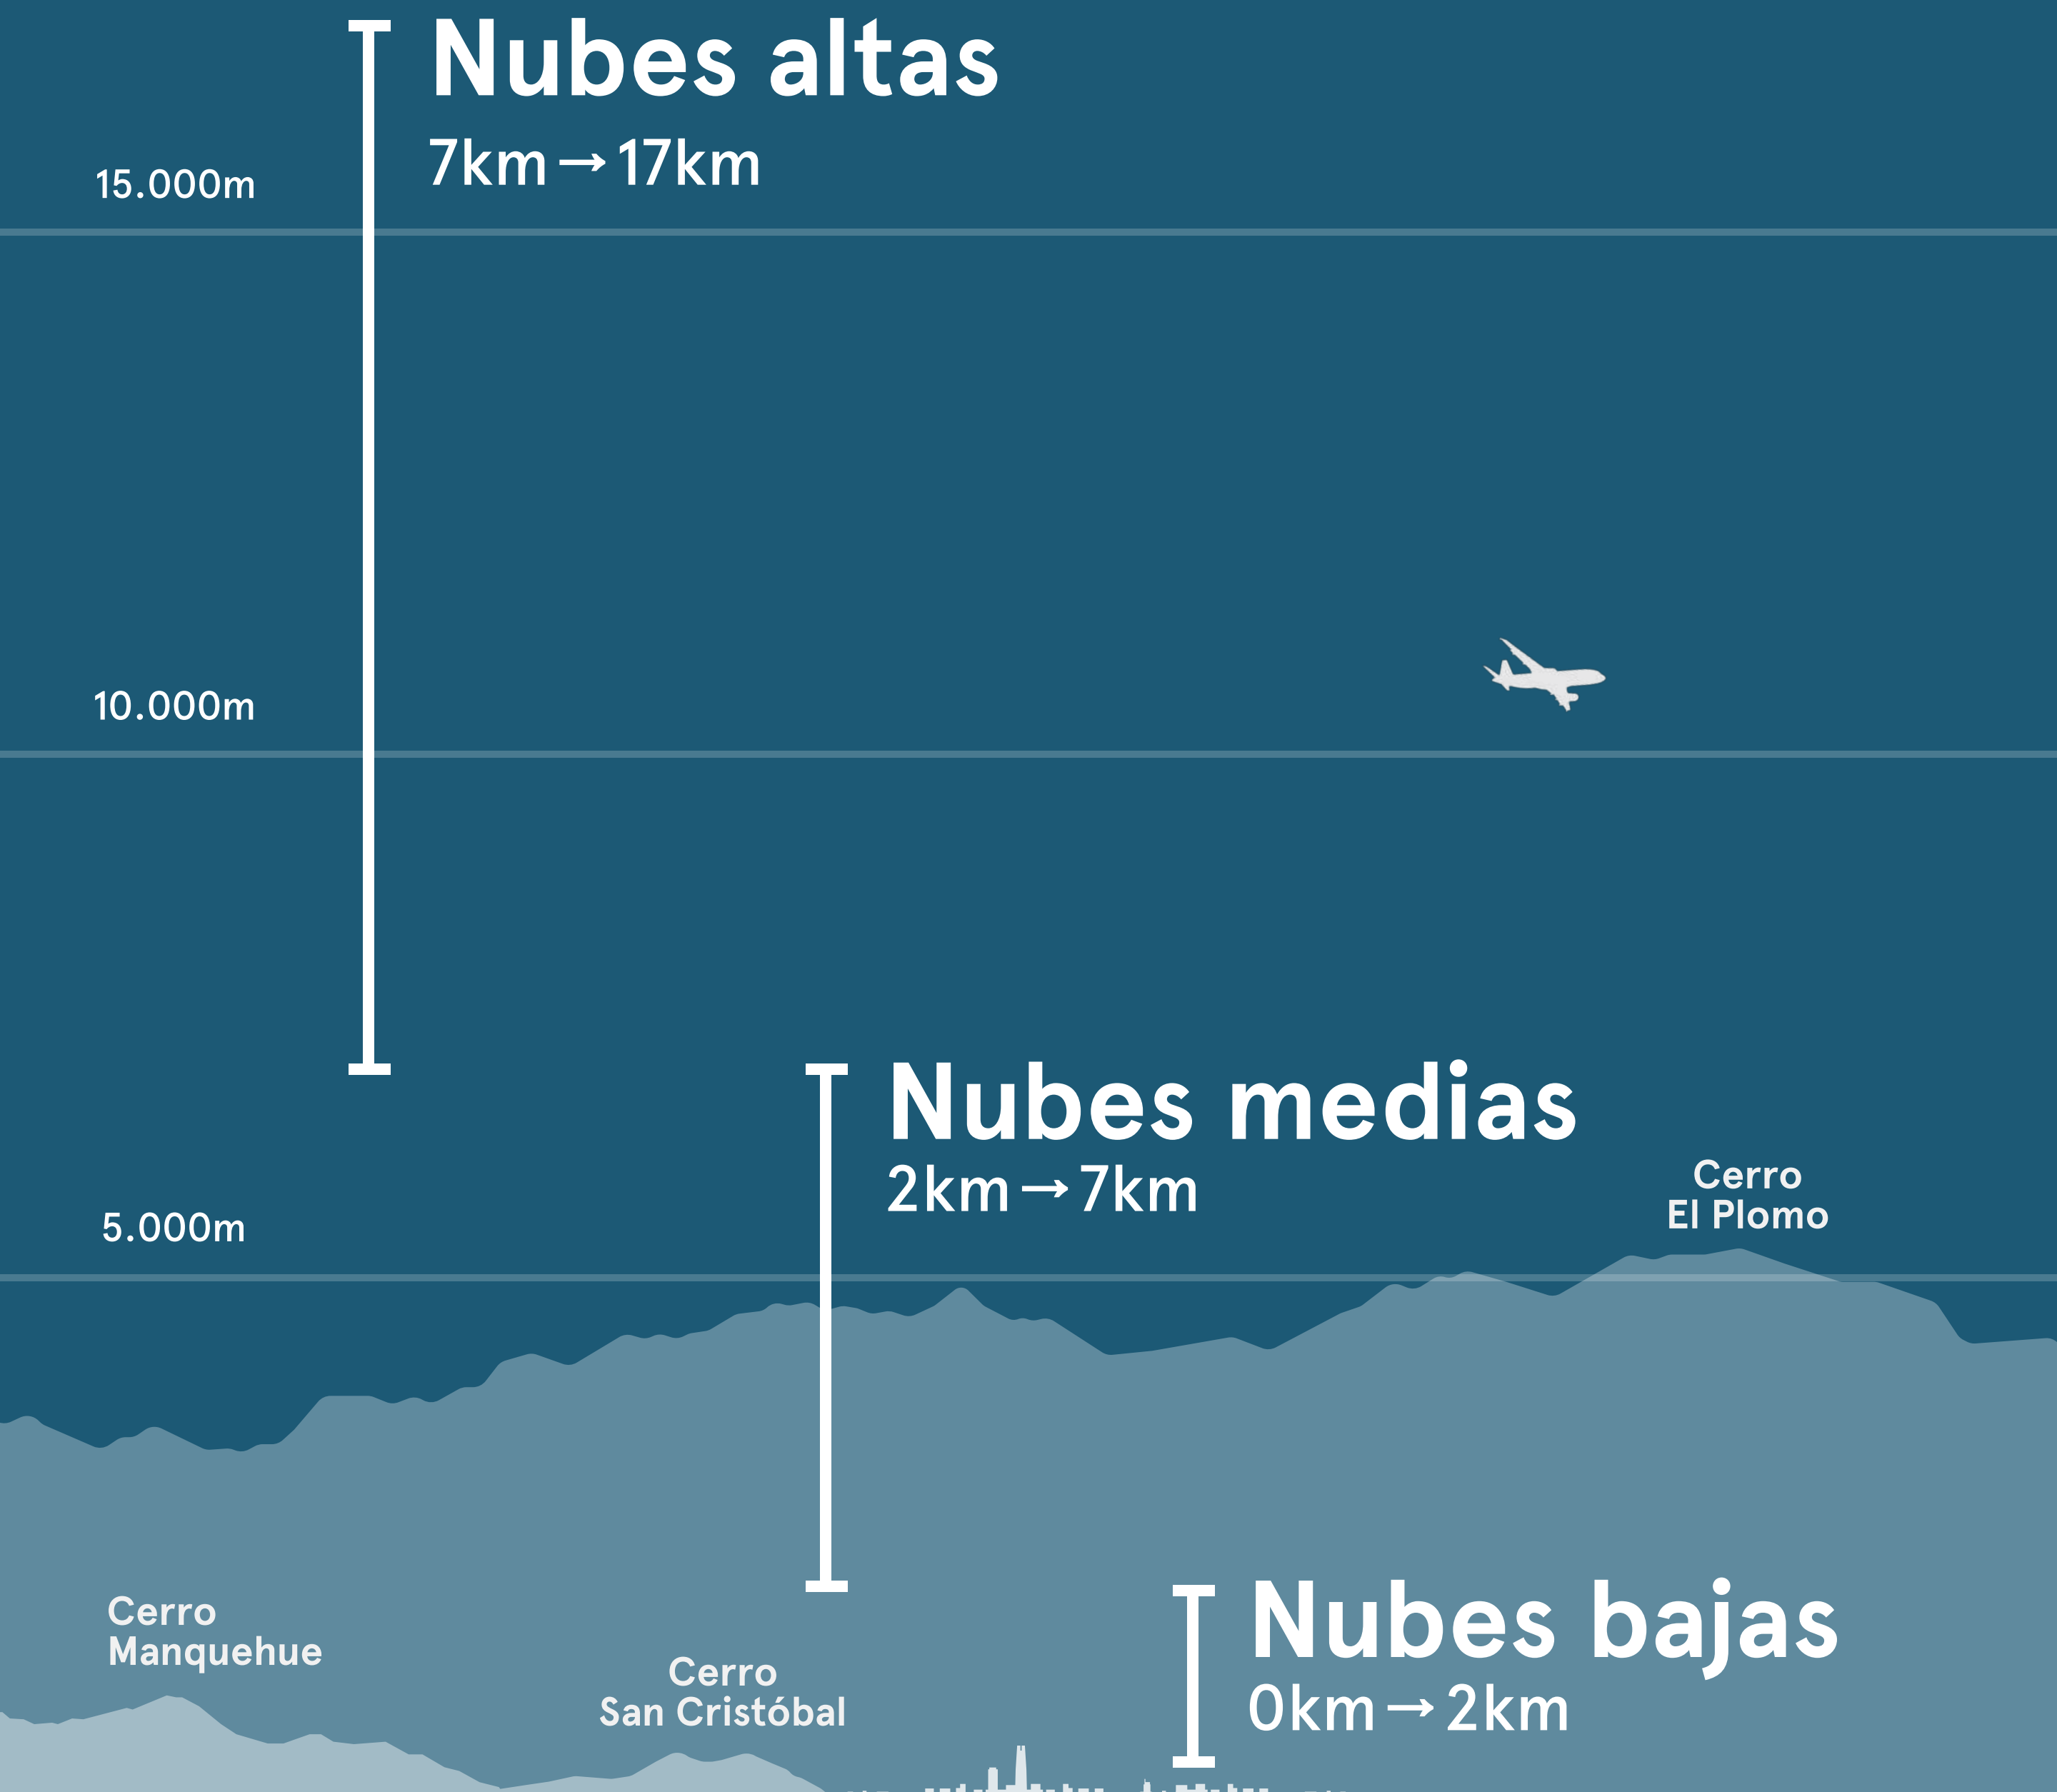 Nubes altas
7km→17km
15.000m
10.000m
Nubes medias
2km→7km
Cerro
El Plomo
5.000m
Nubes bajas
0km→2km
Cerro
Manquehue
Cerro
San Cristóbal